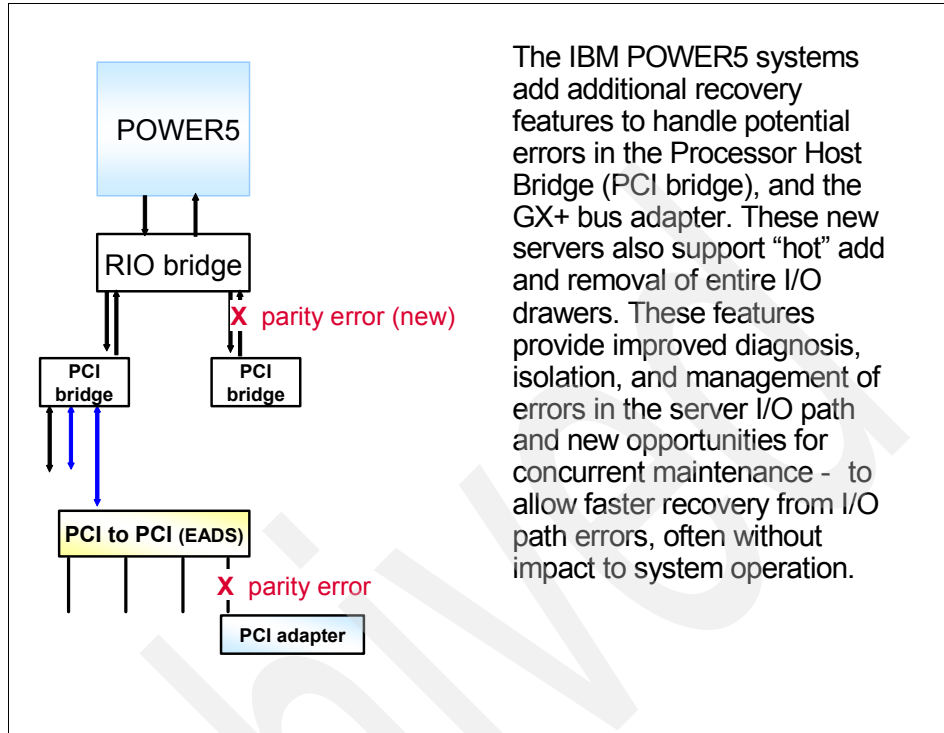 POWER5
RIO bridge
X parity error (new)
PCI
bridge
PCI
bridge
PCI to PCI (EADS)
X parity error
PCI adapter
The IBM POWER5 systems
add additional recovery
features to handle potential
errors in the Processor Host
Bridge (PCI bridge), and the
GX+ bus adapter. These new
servers also support “hot” add
and removal of entire I/O
drawers. These features
provide improved diagnosis,
isolation, and management of
errors in the server I/O path
and new opportunities for
concurrent maintenance - to
allow faster recovery from I/O
path errors, often without
impact to system operation.
hived